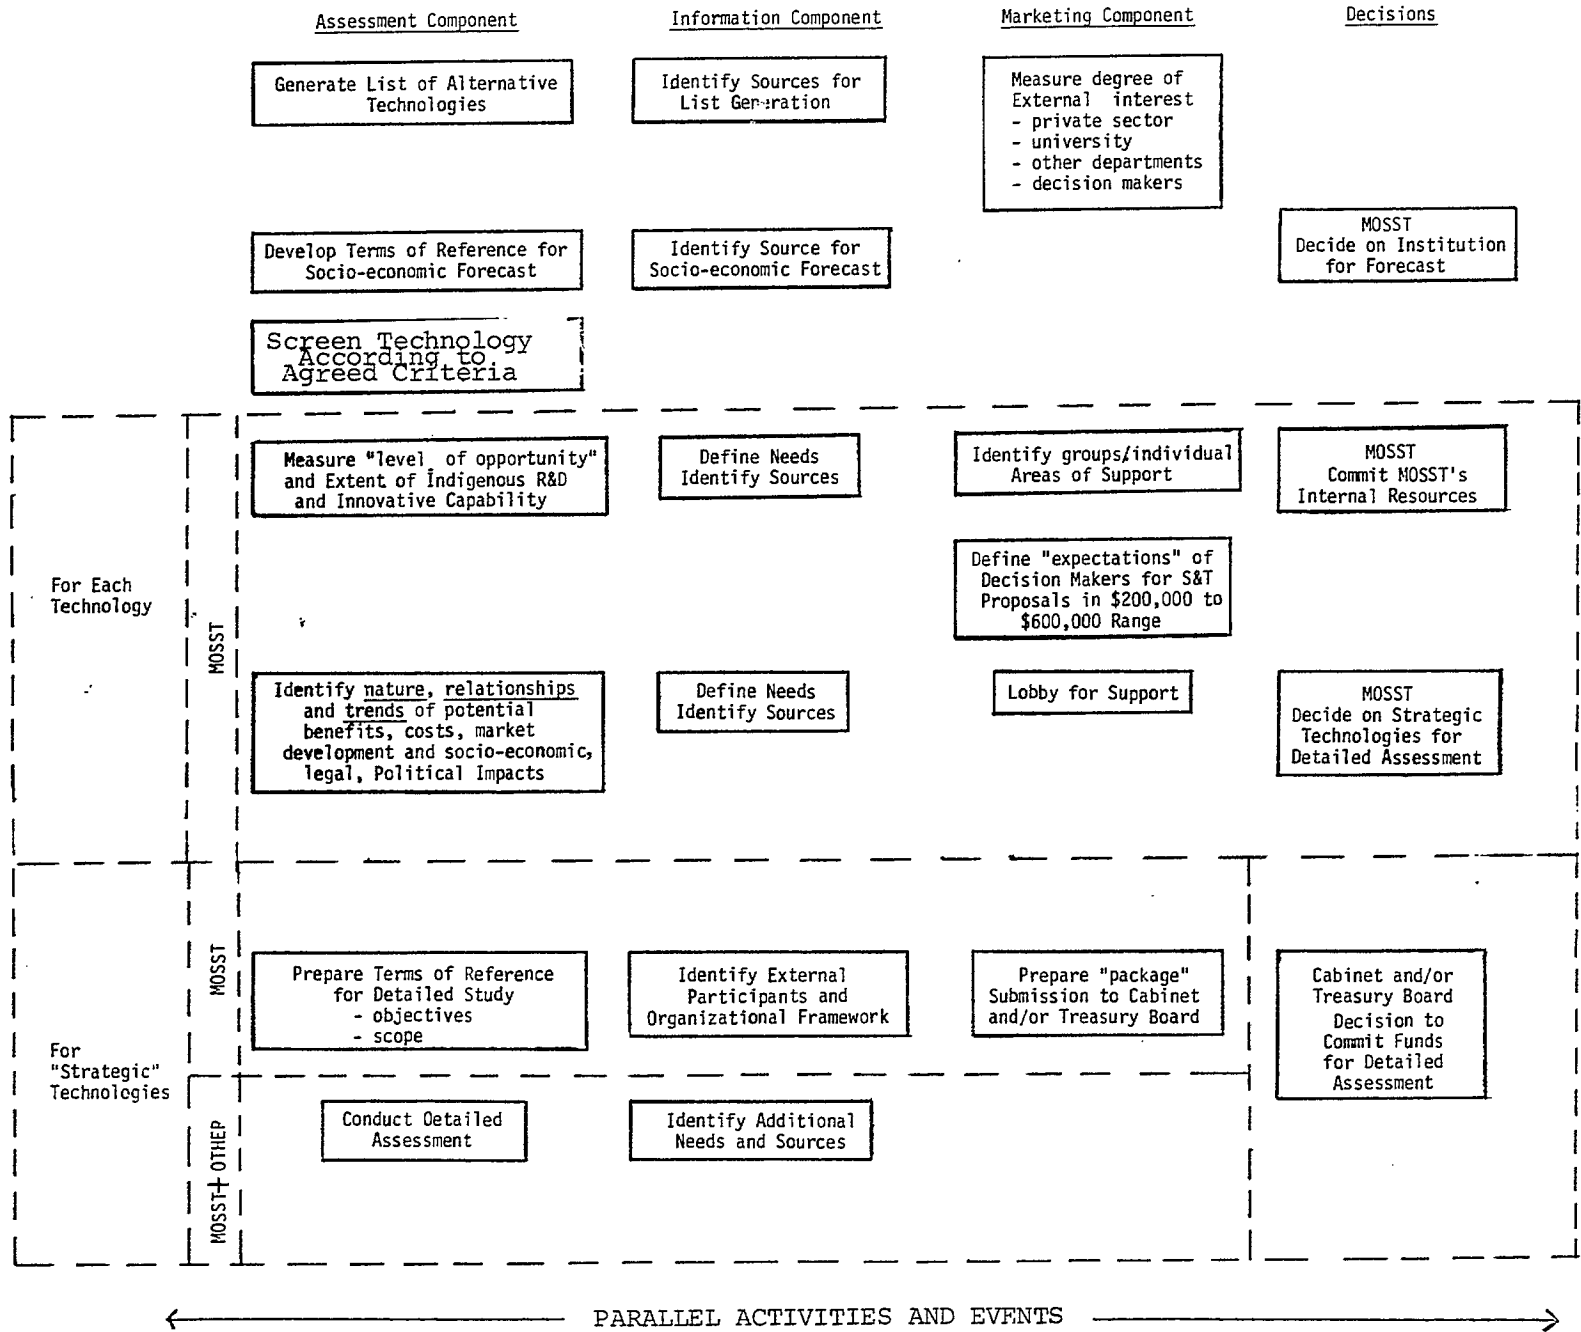 Assessment Component
Information Component
Marketing Component
Decisions
Generate List of Alternative
Technologies
Identify Sources for
List Generation
Measure degree of
External interest
- private sector
- university
- other departments
- decision makers
Develop Terms of Reference for
Socio-economic Forecast
Identify Source for
Socio-economic Forecast
MOSST
Decide on Institution
for Forecast
Screen Technology
According to
Agreed Criteria
For Each
Technology
MOSST
Measure "level of opportunity"
and Extent of Indigenous R&D
and Innovative Capability
Define Needs
Identify Sources
Identify groups/individual
Areas of Support
MOSST
Commit MOSST's
Internal Resources
Define "expectations" of
Decision Makers for S&T
Proposals in $200,000 to
$600,000 Range
Identify nature, relationships
and trends of potential
benefits, costs, market
development and socio-economic,
legal, Political Impacts
Define Needs
Identify Sources
Lobby for Support
MOSST
Decide on Strategic
Technologies for
Detailed Assessment
For
"Strategic"
Technologies
MOSST
Prepare Terms of Reference
for Detailed Study
- objectives
- scope
Identify External
Participants and
Organizational Framework
Prepare "package"
Submission to Cabinet
and/or Treasury Board
Cabinet and/or
Treasury Board
Decision to
Commit Funds
for Detailed
Assessment
MOSST+ OTHER
Conduct Detailed
Assessment
Identify Additional
Needs and Sources
PARALLEL ACTIVITIES AND EVENTS